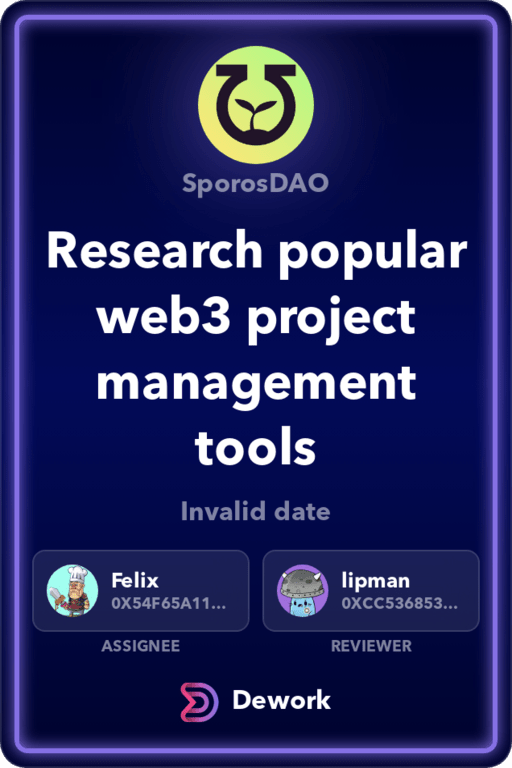 SporosDAO
Research popular
web3 project
management
tools
Invalid date
Felix
0X54F65A11...
lipman
0XCC536853...
ASSIGNEE
REVIEWER
Dework